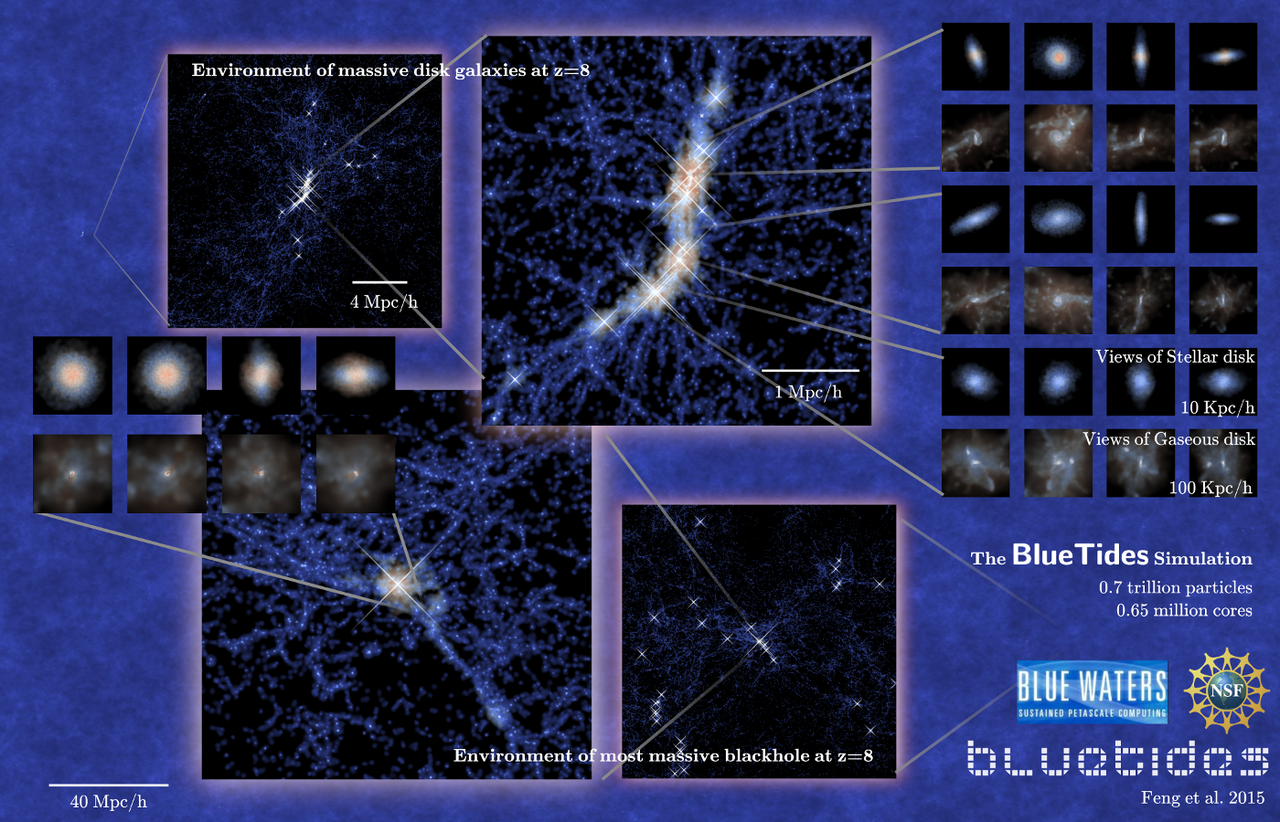 Environment of massive disk galaxies at z=8
4 Mpc/h
1 Mpc/h
Views of Stellar disk
10 Kpc/h
Views of Gaseous disk
100 Kpc/h
The BlueTides Simulation
0.7 trillion particles
0.65 million cores
BLUE WATERS
SUSTAINED PETASCALE COMPUTING
NSF
Environment of most massive blackhole at z=8
bluetides
40 Mpc/h
Feng et al. 2015